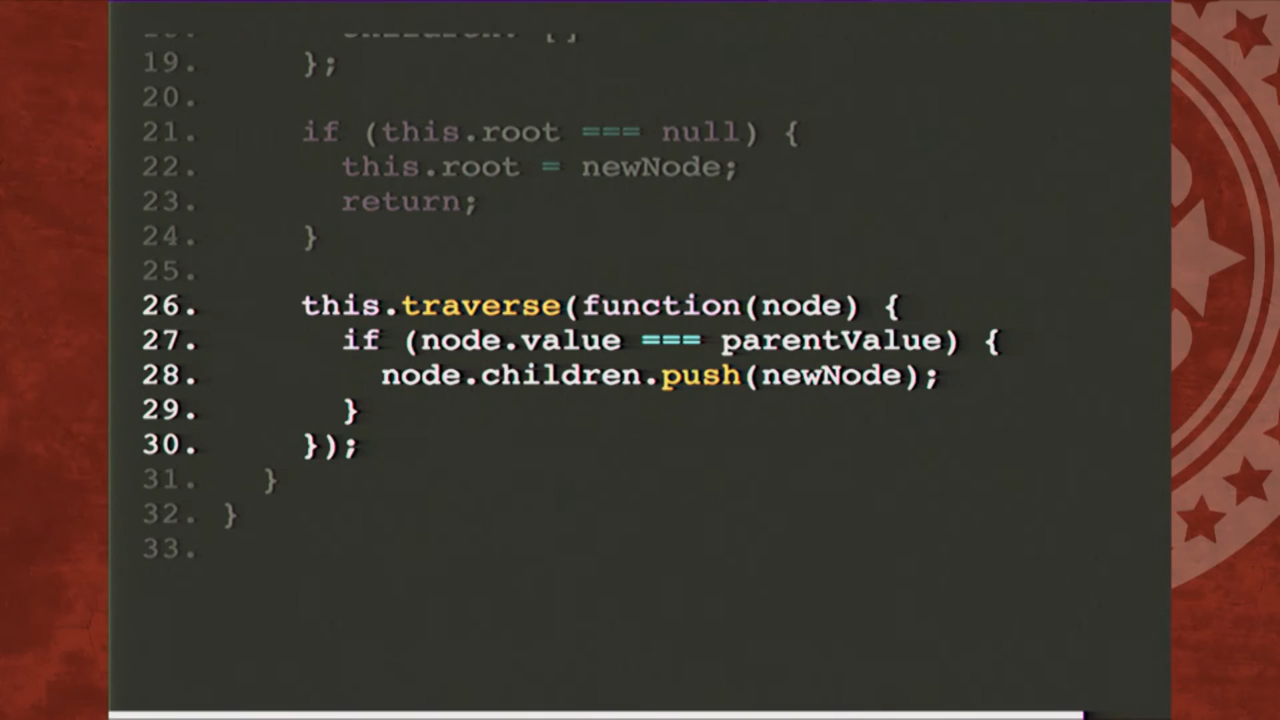 19.     };
20.
21.     if (this.root === null) {
22.       this.root = newNode;
23.       return;
24.     }
25.
26.     this.traverse(function(node) {
27.       if (node.value === parentValue) {
28.         node.children.push(newNode);
29.       }
30.     });
31.   }
32. }
33.